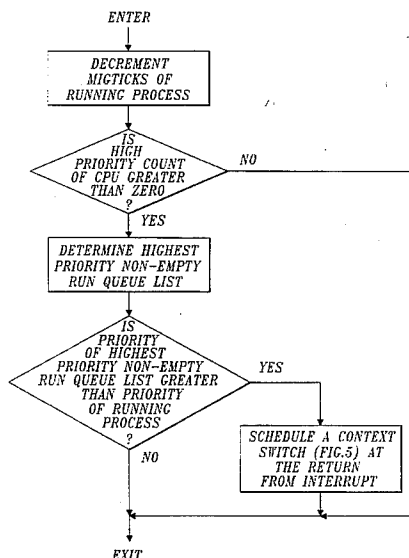 ENTER
DECREMENT
MIGTICKS OF
RUNNING PROCESS
IS
HIGH
PRIORITY COUNT
OF CPU GREATER
THAN ZERO
?
NO
YES
DETERMINE HIGHEST
PRIORITY NON-EMPTY
RUN QUEUE LIST
IS
PRIORITY
OF HIGHEST
PRIORITY NON-EMPTY
RUN QUEUE LIST GREATER
THAN PRIORITY
OF RUNNING
PROCESS
?
YES
NO
SCHEDULE A CONTEXT
SWITCH (FIG.5) AT
THE RETURN
FROM INTERRUPT
EXIT